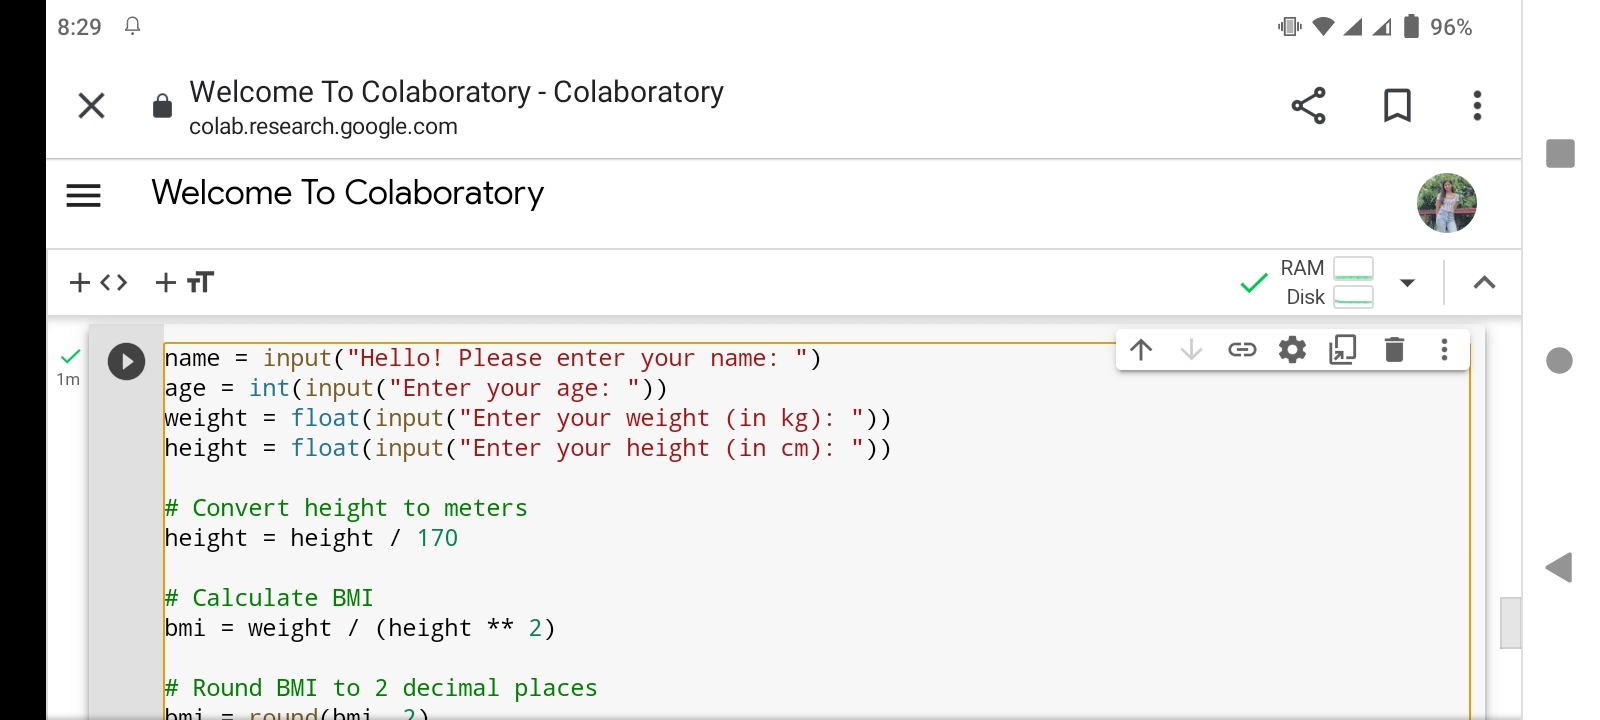 8:29
96%
Welcome To Colaboratory - Colaboratory
colab.research.google.com
Welcome To Colaboratory
+ <> + TT
RAM
Disk
1m
name = input("Hello! Please enter your name: ")
age = int(input("Enter your age: "))
weight = float(input("Enter your weight (in kg): "))
height = float(input("Enter your height (in cm): "))
# Convert height to meters
height = height / 170
# Calculate BMI
bmi = weight / (height ** 2)
# Round BMI to 2 decimal places
bmi = round(bmi, 2)